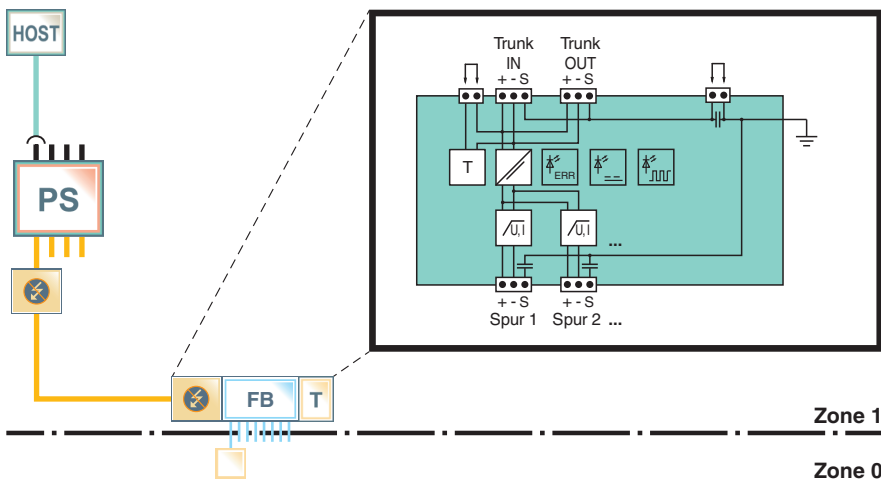 HOST
Trunk
IN
+ - S
Trunk
OUT
+ - S
T
ERR
U, I
U, I
...
+ - S
Spur 1
+ - S
Spur 2 ...
PS
FB
T
Zone 1
Zone 0